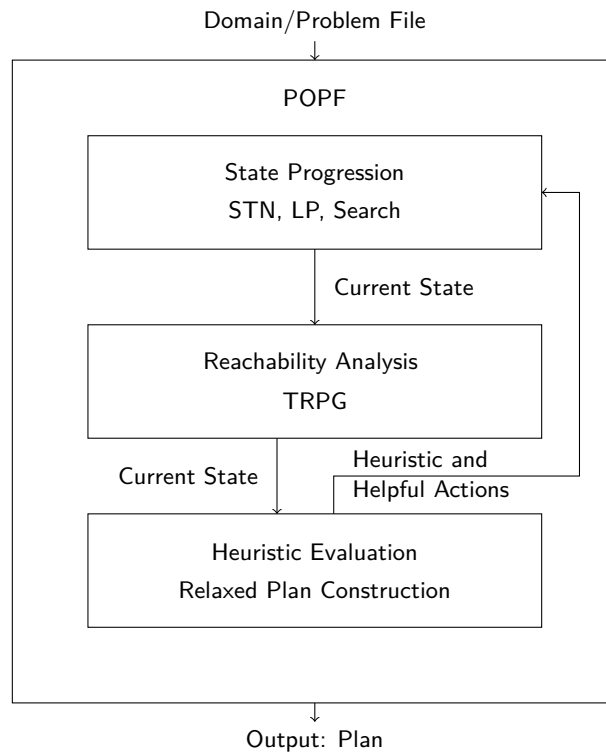 Domain/Problem File
POPF
State Progression
STN, LP, Search
Current State
Reachability Analysis
TRPG
Current State
Heuristic and
Helpful Actions
Heuristic Evaluation
Relaxed Plan Construction
Output: Plan